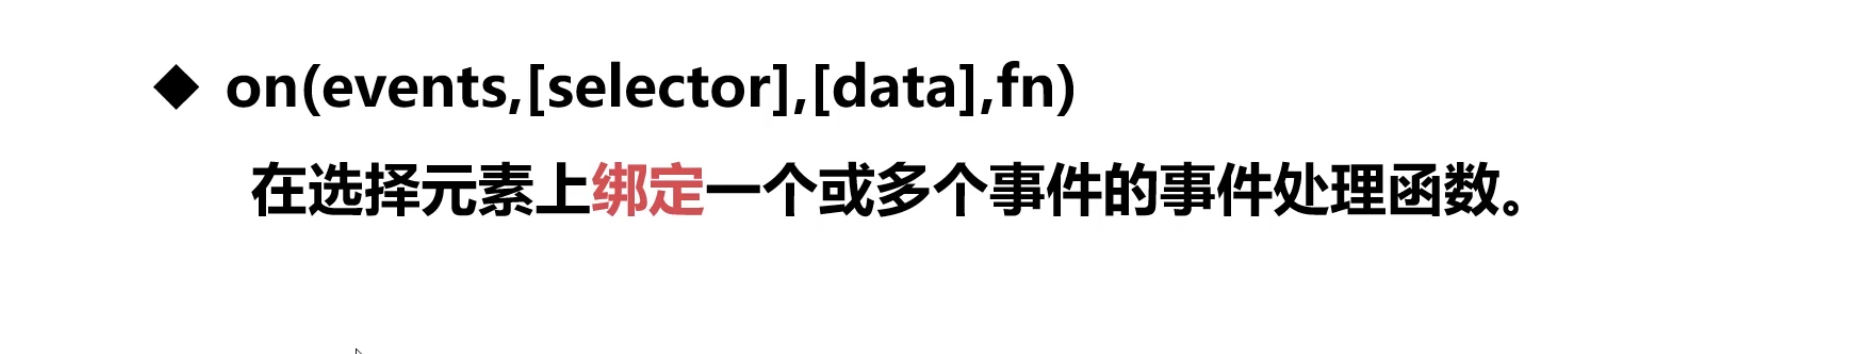 ◆ on(events,[selector],[data],fn)
在选择元素上绑定一个或多个事件的事件处理函数。